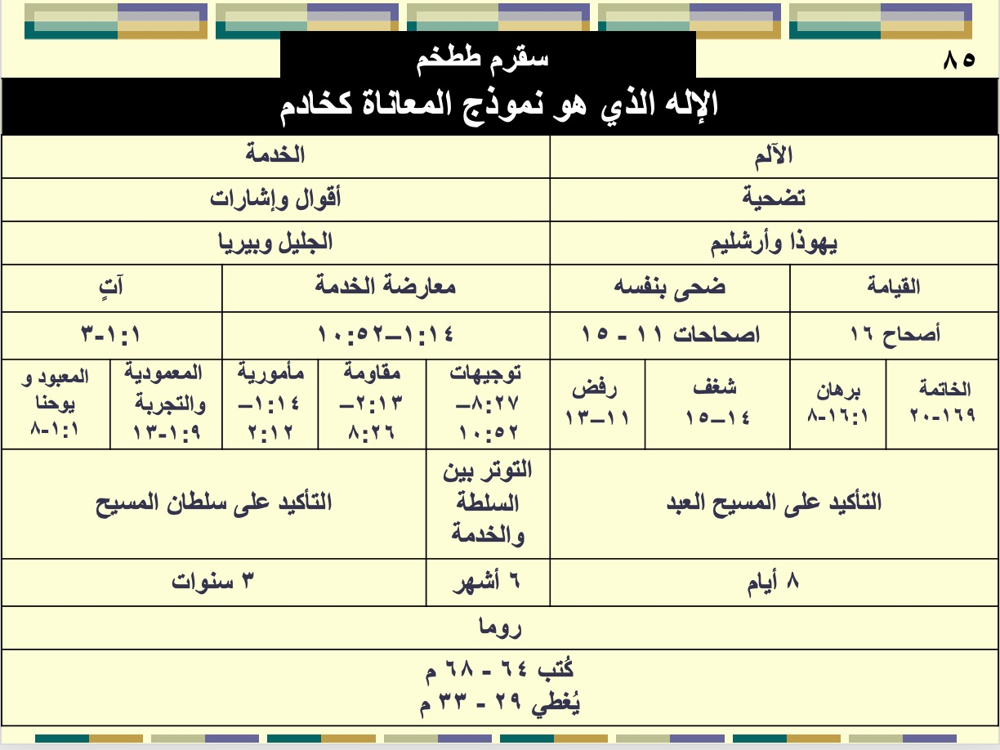 ٨٥
سقرم ططخم
الإله الذي هو نموذج المعاناة كخادم
الآلم
الخدمة
تضحية
أقوال وإشارات
يهوذا وأرشليم
الجليل وبيريا
القيامة
ضحى بنفسه
معارضة الخدمة
آتٍ
أصحاح ١٦
اصحاحات ١١ - ١٥
١:١٤–١٠:٥٢
١:١-٣
الخاتمة
١٦٩-٢٠
برهان
١٦:١-٨
شغف
١٤–١٥
رفض
١١–١٣
توجيهات
٨:٢٧–
١٠:٥٢
مقاومة
٢:١٣–
٨:٢٦
مأمورية
١:١٤–
٢:١٢
المعمودية
والتجربة
١:٩-١٣
المعبود و
يوحنا
١:١-٨
التأكيد على المسيح العبد
التوتر بين
السلطة
والخدمة
التأكيد على سلطان المسيح
٨ أيام
٦ أشهر
٣ سنوات
روما
كُتب ٦٤ - ٦٨ م
يُغطي ٢٩ - ٣٣ م